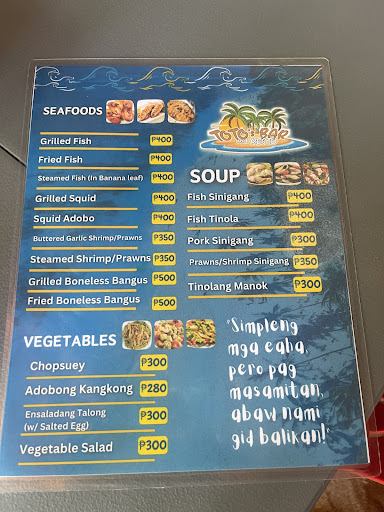 SEAFOODS
Grilled Fish ₱400
Fried Fish ₱400
Steamed Fish (In Banana leaf) ₱400
Grilled Squid ₱400
Squid Adobo ₱400
Buttered Garlic Shrimp/Prawns ₱350
Steamed Shrimp/Prawns ₱350
Grilled Boneless Bangus ₱500
Fried Boneless Bangus ₱500
VEGETABLES
Chopsuey ₱300
Adobong Kangkong ₱280
Ensaladang Talong ₱300
(w/ Salted Egg)
Vegetable Salad ₱300
TOTO'S BAR
SOUP
Fish Sinigang ₱400
Fish Tinola ₱400
Pork Sinigang ₱300
Prawns/Shrimp Sinigang ₱350
Tinolang Manok ₱300
"Simpleng
mga eaba,
pero pag
masamitan,
abaw nami
gid balikan!"